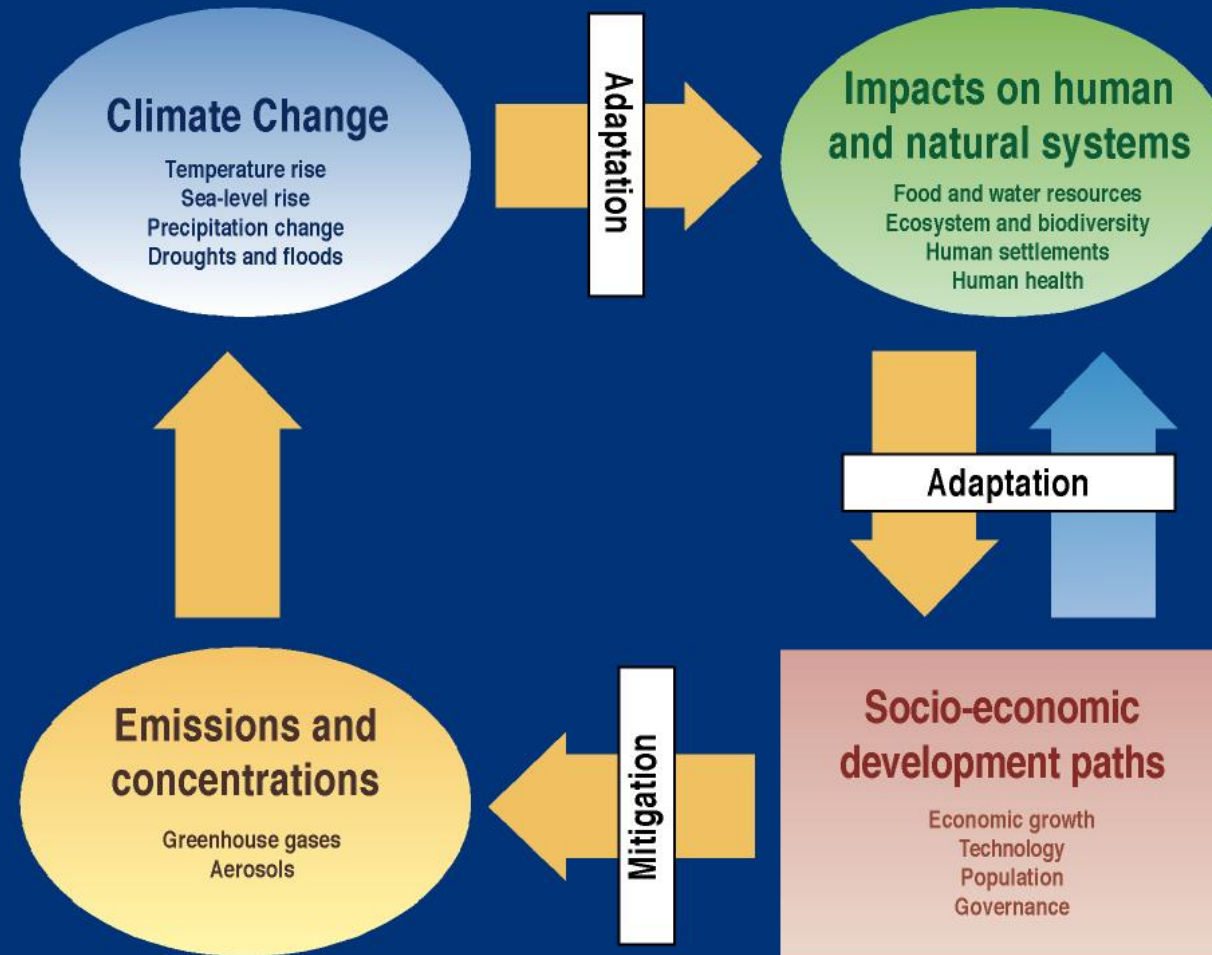 Climate Change
Temperature rise
Sea-level rise
Precipitation change
Droughts and floods
Adaptation
Impacts on human
and natural systems
Food and water resources
Ecosystem and biodiversity
Human settlements
Human health
Adaptation
Emissions and
concentrations
Greenhouse gases
Aerosols
Mitigation
Socio-economic
development paths
Economic growth
Technology
Population
Governance